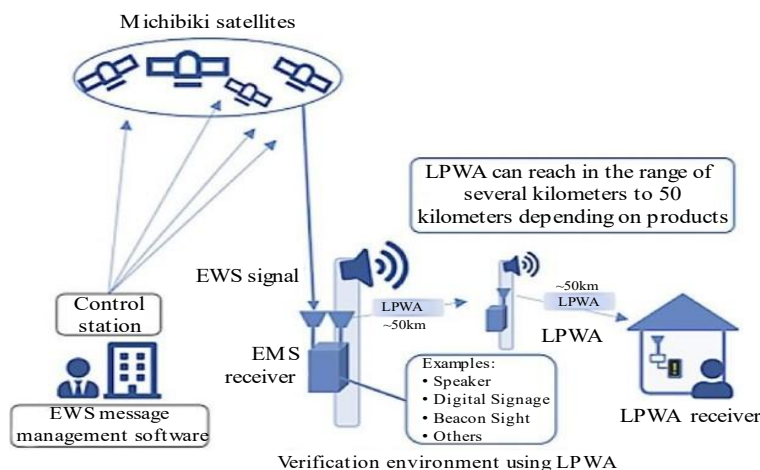 Michibiki satellites
LPWA can reach in the range of
several kilometers to 50
kilometers depending on products
EWS signal
Control
station
LPWA
~50km
~50km
LPWA
LPWA
EMS
receiver
Examples:
• Speaker
• Digital Signage
• Beacon Sight
• Others
EWS message
management software
LPWA receiver
Verification environment using LPWA